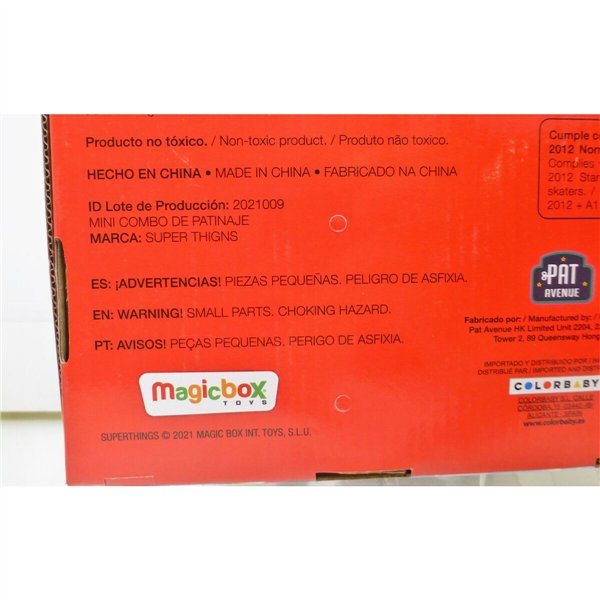 Producto no tóxico. / Non-toxic product. / Produto não toxico.
HECHO EN CHINA • MADE IN CHINA • FABRICADO NA CHINA
ID Lote de Producción: 2021009
MINI COMBO DE PATINAJE
MARCA: SUPER THIGNS
ES: ¡ADVERTENCIAS! PIEZAS PEQUEÑAS. PELIGRO DE ASFIXIA.
EN: WARNING! SMALL PARTS. CHOKING HAZARD.
PT: AVISOS! PEÇAS PEQUENAS. PERIGO DE ASFIXIA.
magicbox
TOYS
SUPERTHINGS © 2021 MAGIC BOX INT. TOYS, S.L.U.
Cumple
2012 Nor
Complies
2012 Star
skaters. /
2012 + A1
PAT
AVENUE
Fabricado por: / Manufactured by: /
Pat Avenue HK Limited Unit 2204, 2
Tower 2, 89 Queensway Hong
IMPORTADO Y DISTRIBUIDO POR /
DISTRIBUÉ PAR / IMPORTED AND
COLORBABY
COLORBABY S.L. CALLE
ALICANTE - SPAIN
www.colorbaby.es